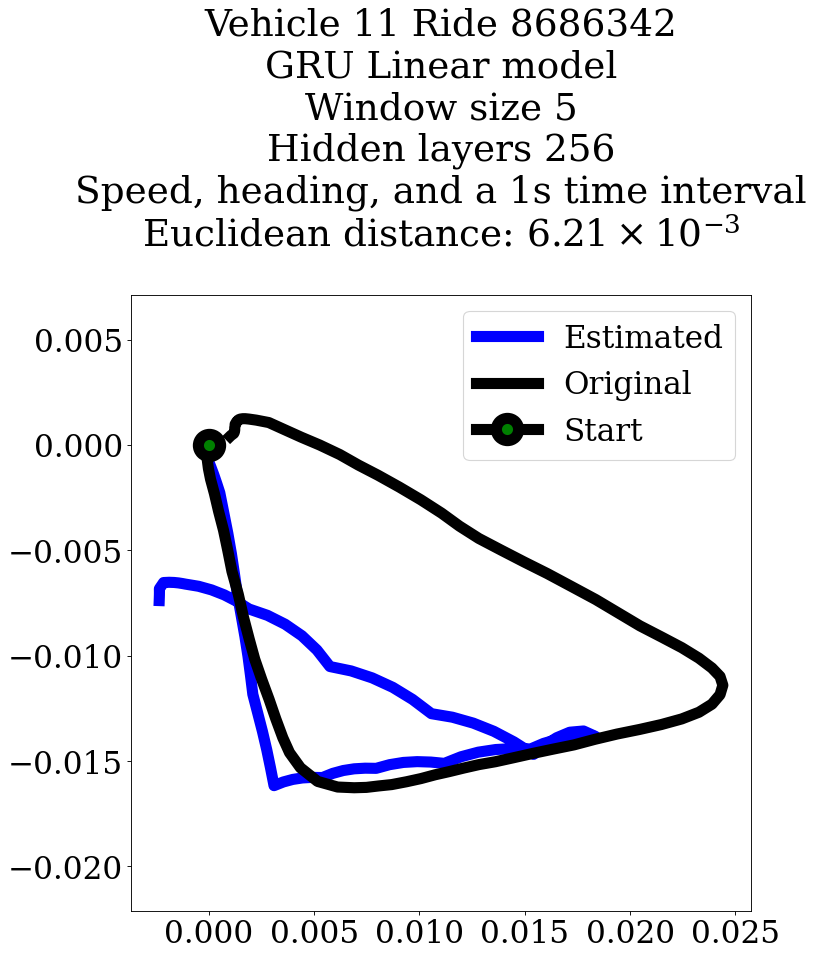 Vehicle 11 Ride 8686342
GRU Linear model
Window size 5
Hidden layers 256
Speed, heading, and a 1s time interval
Euclidean distance: 6.21 × 10⁻³
Estimated
Original
Start
0.005
0.000
−0.005
−0.010
−0.015
−0.020
0.000 0.005 0.010 0.015 0.020 0.025